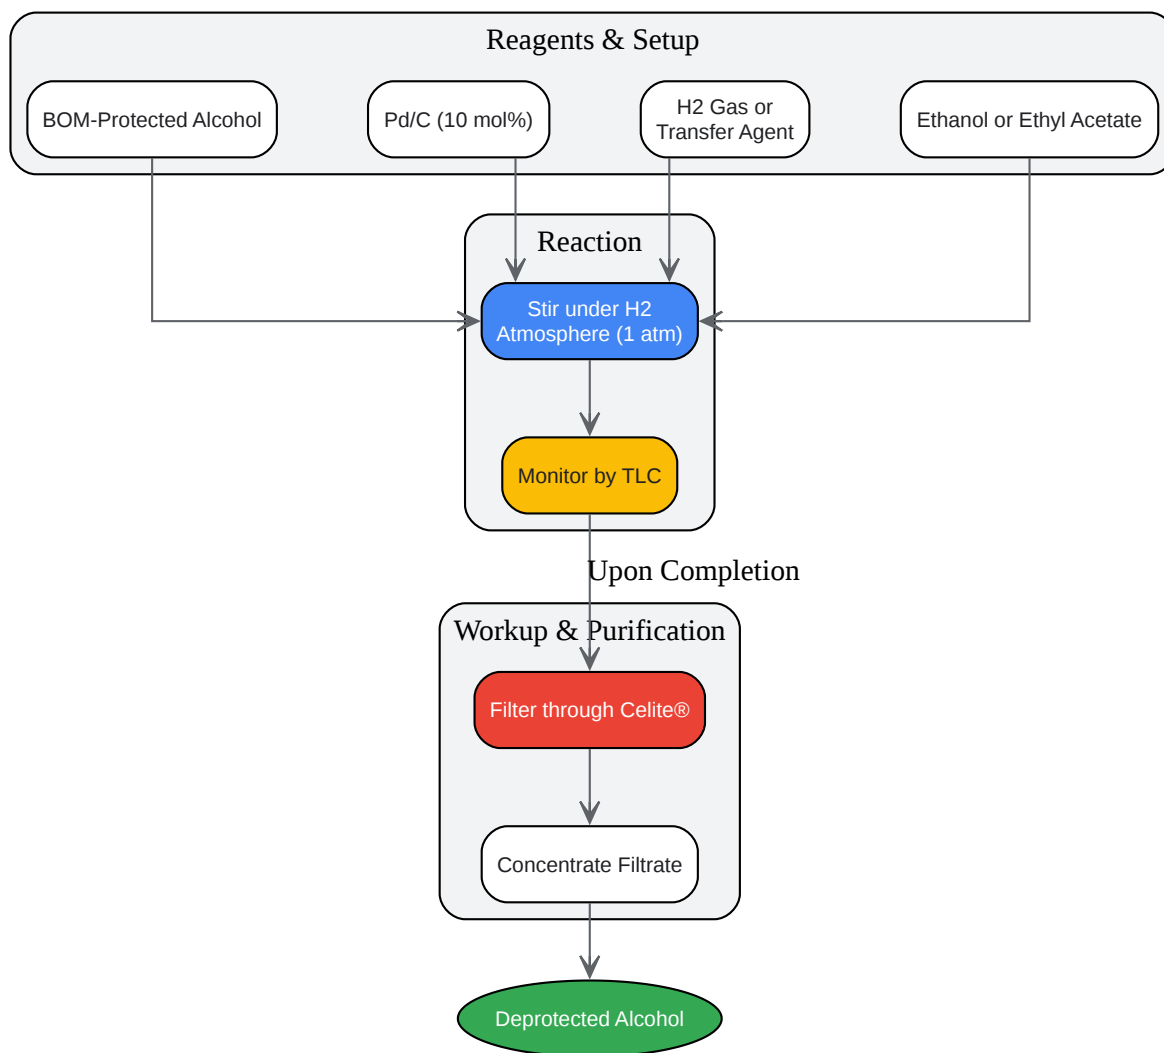 Reagents & Setup
BOM-Protected Alcohol
Pd/C (10 mol%)
H2 Gas or
Transfer Agent
Ethanol or Ethyl Acetate
Reaction
Stir under H2
Atmosphere (1 atm)
Monitor by TLC
Upon Completion
Workup & Purification
Filter through Celite®
Concentrate Filtrate
Deprotected Alcohol